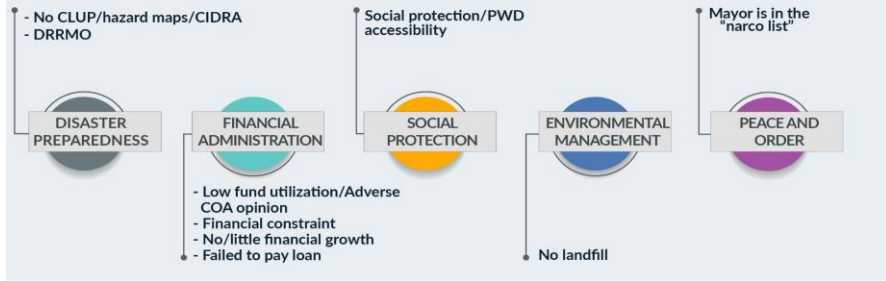 - No CLUP/hazard maps/CIDRA
- DRRMO
Social protection/PWD
accessibility
Mayor is in the
"narco list"
DISASTER
PREPAREDNESS
FINANCIAL
ADMINISTRATION
SOCIAL
PROTECTION
ENVIRONMENTAL
MANAGEMENT
PEACE AND
ORDER
- Low fund utilization/Adverse
COA opinion
- Financial constraint
- No/little financial growth
- Failed to pay loan
No landfill